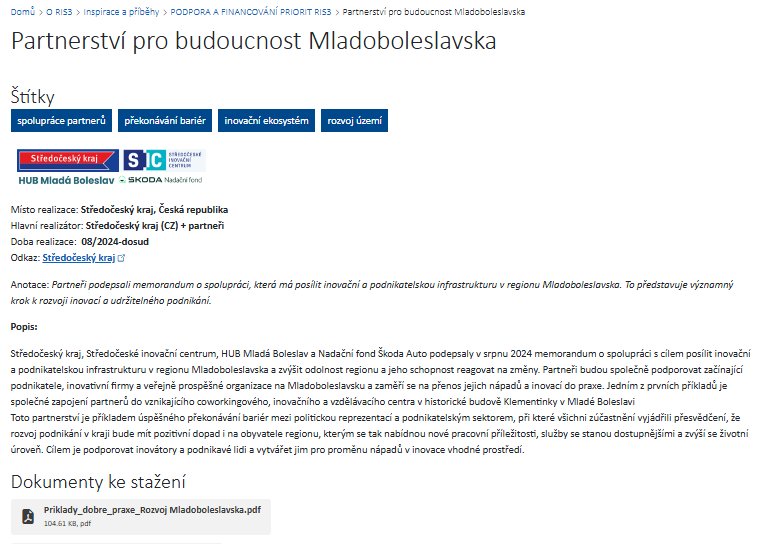 Domů > O RIS3 > Inspirace a příběhy > PODPORA A FINANCOVÁNÍ PRIORIT RIS3 > Partnerství pro budoucnost Mladoboleslavska
Partnerství pro budoucnost Mladoboleslavska
Štítky
spolupráce partnerů překonávání bariér inovační ekosystém rozvoj území
Středočeský kraj SIC STŘEDOČESKÉ
INOVAČNÍ
CENTRUM
HUB Mladá Boleslav ŠKODA Nadační fond
Místo realizace: Středočeský kraj, Česká republika
Hlavní realizátor: Středočeský kraj (CZ) + partneři
Doba realizace: 08/2024-dosud
Odkaz: Středočeský kraj
Anotace: Partneři podepsali memorandum o spolupráci, která má posílit inovační a podnikatelskou infrastrukturu v regionu Mladoboleslavska. To představuje významný
krok k rozvoji inovací a udržitelného podnikání.
Popis:
Středočeský kraj, Středočeské inovační centrum, HUB Mladá Boleslav a Nadační fond Škoda Auto podepsaly v srpnu 2024 memorandum o spolupráci s cílem posílit inovační
a podnikatelskou infrastrukturu v regionu Mladoboleslavska a zvýšit odolnost regionu a jeho schopnost reagovat na změny. Partneři budou společně podporovat začínající
podnikatele, inovativní firmy a veřejně prospěšné organizace na Mladoboleslavsku a zaměří se na přenos jejich nápadů a inovací do praxe. Jedním z prvních příkladů je
společné zapojení partnerů do vznikajícího coworkingového, inovačního a vzdělávacího centra v historické budově Klementinky v Mladé Boleslavi
Toto partnerství je příkladem úspěšného překonávání bariér mezi politickou reprezentací a podnikatelským sektorem, při které všichni zúčastnění vyjádřili přesvědčení, že
rozvoj podnikání v kraji bude mít pozitivní dopad i na obyvatele regionu, kterým se tak nabídnou nové pracovní příležitosti, služby se stanou dostupnějšími a zvýší se životní
úroveň. Cílem je podporovat inovátory a podnikavé lidi a vytvářet jim pro proměnu nápadů v inovace vhodné prostředí.
Dokumenty ke stažení
Priklady_dobre_praxe_Rozvoj Mladoboleslavska.pdf
104.61 KB, pdf